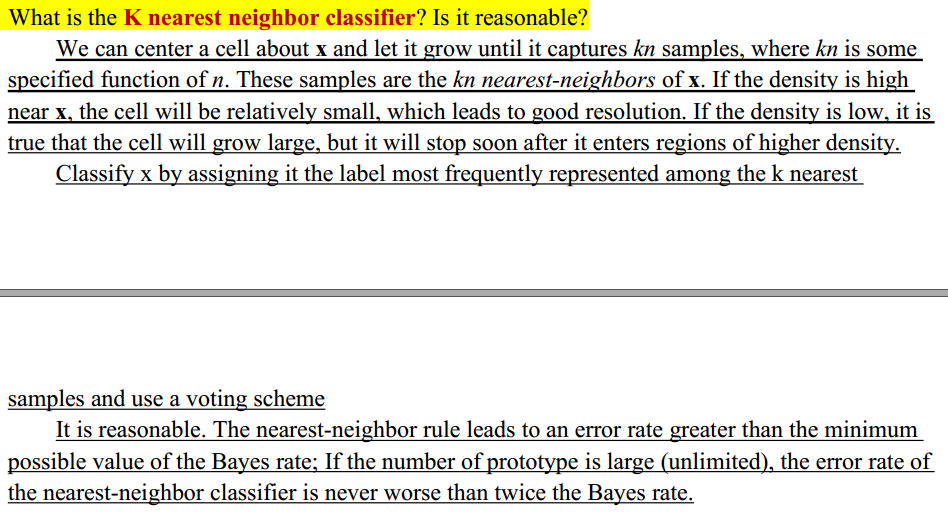 What is the K nearest neighbor classifier? Is it reasonable?
We can center a cell about x and let it grow until it captures kn samples, where kn is some
specified function of n. These samples are the kn nearest-neighbors of x. If the density is high
near x, the cell will be relatively small, which leads to good resolution. If the density is low, it is
true that the cell will grow large, but it will stop soon after it enters regions of higher density.
Classify x by assigning it the label most frequently represented among the k nearest
samples and use a voting scheme
It is reasonable. The nearest-neighbor rule leads to an error rate greater than the minimum
possible value of the Bayes rate; If the number of prototype is large (unlimited), the error rate of
the nearest-neighbor classifier is never worse than twice the Bayes rate.